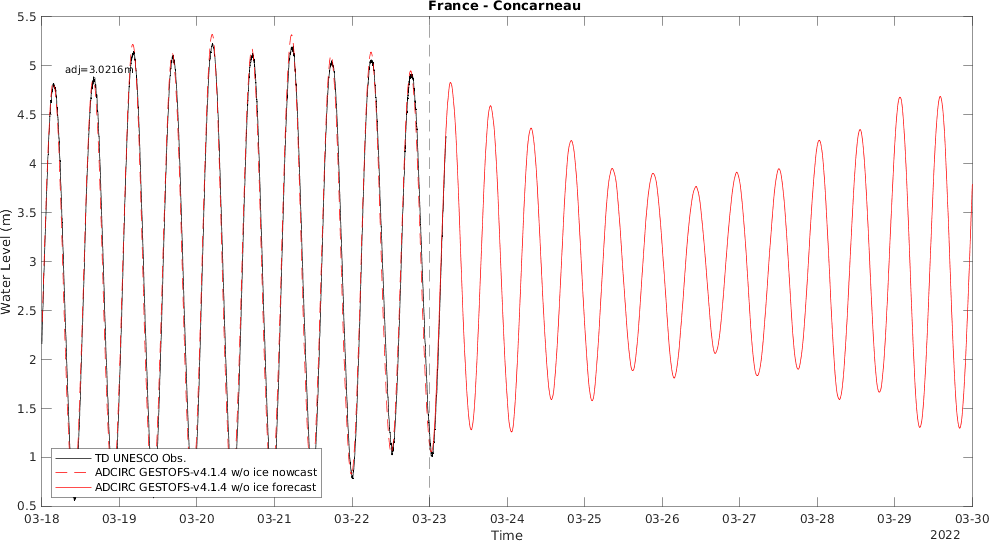 France - Concarneau
5.5
5
4.5
4
3.5
3
2.5
2
1.5
1
0.5
Water Level (m)
adj=3.0216m
TD UNESCO Obs.
ADCIRC GESTOFS-v4.1.4 w/o ice nowcast
ADCIRC GESTOFS-v4.1.4 w/o ice forecast
03-18 03-19 03-20 03-21 03-22 03-23 03-24 03-25 03-26 03-27 03-28 03-29 03-30
Time
2022